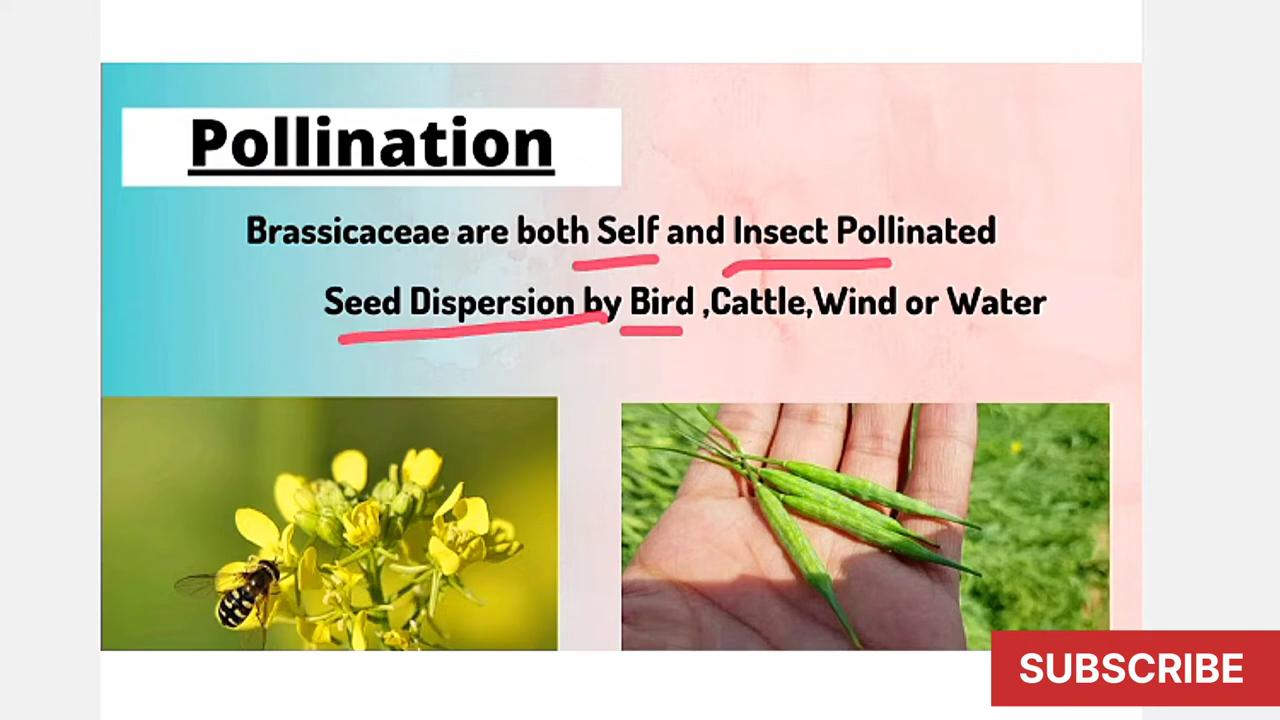 Pollination
Brassicaceae are both Self and Insect Pollinated
Seed Dispersion by Bird ,Cattle,Wind or Water
SUBSCRIBE